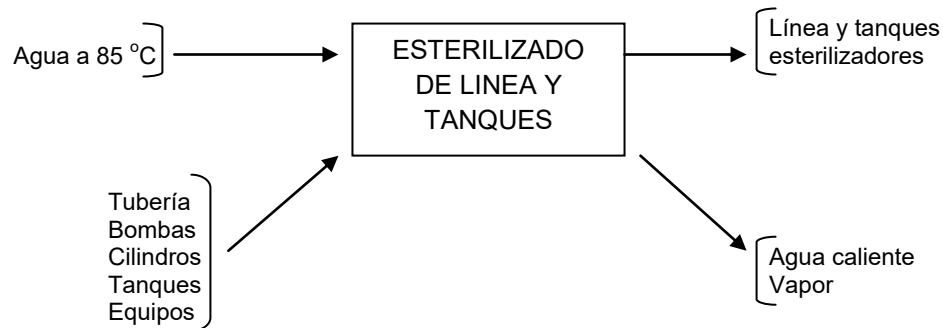 Agua a 85 °C
ESTERILIZADO
DE LINEA Y
TANQUES
Línea y tanques
esterilizadores
Tubería
Bombas
Cilindros
Tanques
Equipos
Agua caliente
Vapor